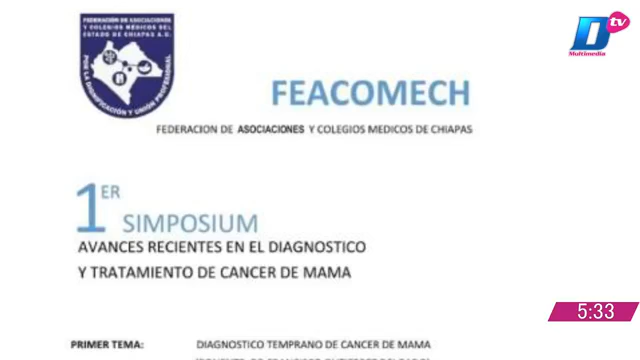 FEDERACIÓN DE ASOCIACIONES
Y COLEGIOS MÉDICOS DEL
ESTADO DE CHIAPAS A.C.
POR LA DIGNIFICACIÓN Y UNIÓN PROFESIONAL
D tv
Multimedia
FEACOMECH
FEDERACION DE ASOCIACIONES Y COLEGIOS MEDICOS DE CHIAPAS
1ER SIMPOSIUM
AVANCES RECIENTES EN EL DIAGNOSTICO
Y TRATAMIENTO DE CANCER DE MAMA
5:33
PRIMER TEMA: DIAGNOSTICO TEMPRANO DE CANCER DE MAMA